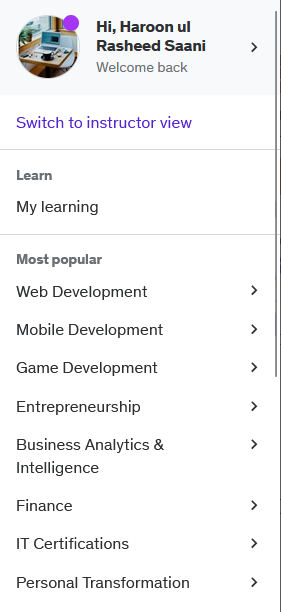 Hi, Haroon ul
Rasheed Saani
Welcome back
Switch to instructor view
Learn
My learning
Most popular
Web Development
Mobile Development
Game Development
Entrepreneurship
Business Analytics &
Intelligence
Finance
IT Certifications
Personal Transformation